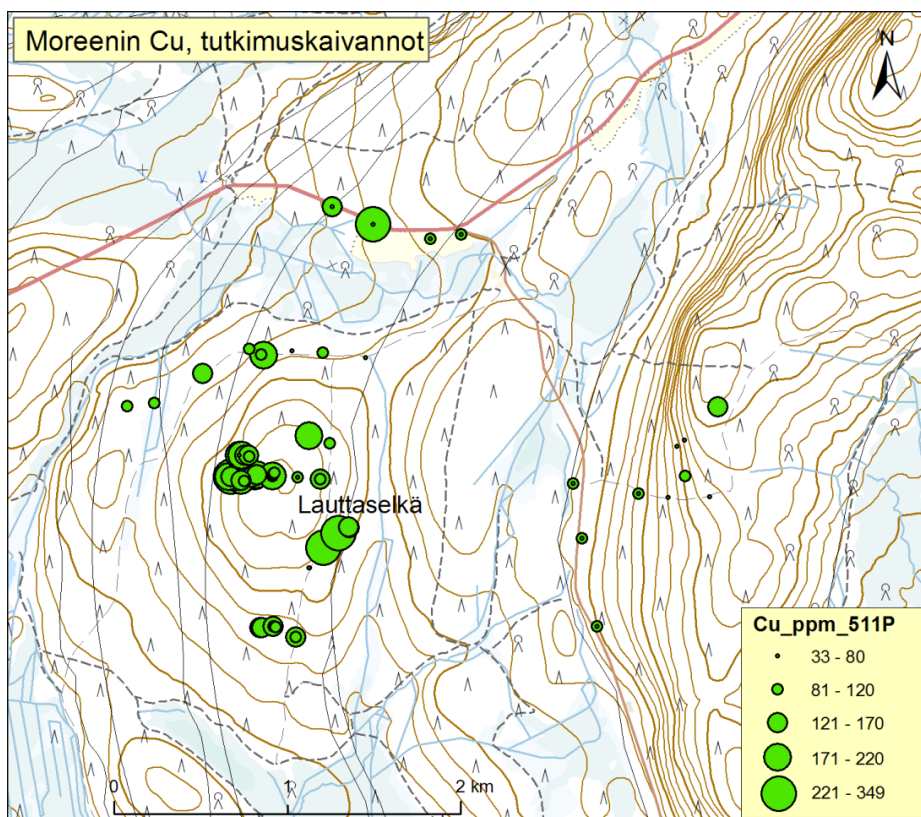 Moreenin Cu, tutkimuskaivannot
N
Lauttaselkä
Cu_ppm_511P
33 - 80
81 - 120
121 - 170
171 - 220
221 - 349
0 1 2 km